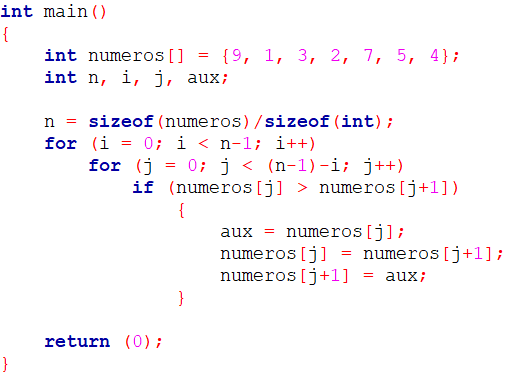 int main()
{
    int numeros[] = {9, 1, 3, 2, 7, 5, 4};
    int n, i, j, aux;

    n = sizeof(numeros)/sizeof(int);
    for (i = 0; i < n-1; i++)
        for (j = 0; j < (n-1)-i; j++)
            if (numeros[j] > numeros[j+1])
                {
                    aux = numeros[j];
                    numeros[j] = numeros[j+1];
                    numeros[j+1] = aux;
                }

    return (0);
}